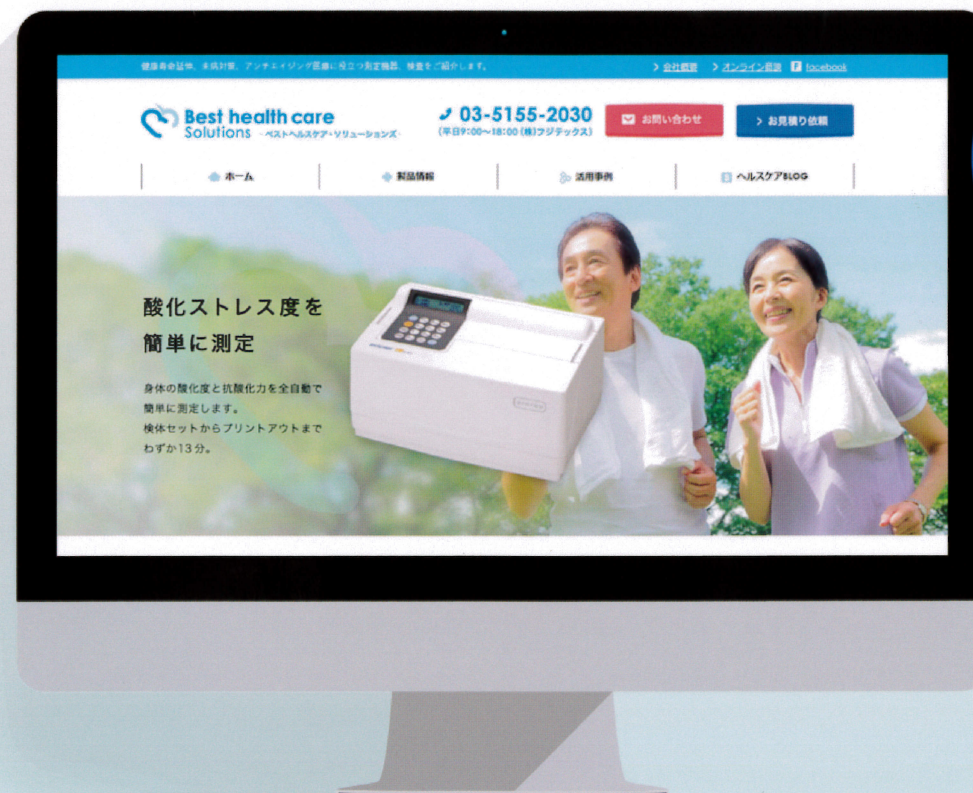 健康寿命延伸、未病対策、アンチエイジング医療に役立つ測定機器、検査をご紹介します。
> 会社概要 > オンライン面談 facebook
Best health care
Solutions -ベストヘルスケア・ソリューションズ-
03-5155-2030
(平日9:00〜18:00 (株)フジテックス)
お問い合わせ
> お見積り依頼
ホーム
製品情報
活用事例
ヘルスケアBLOG
酸化ストレス度を
簡単に測定
身体の酸化度と抗酸化力を全自動で
簡単に測定します。
検体セットからプリントアウトまで
わずか13分。